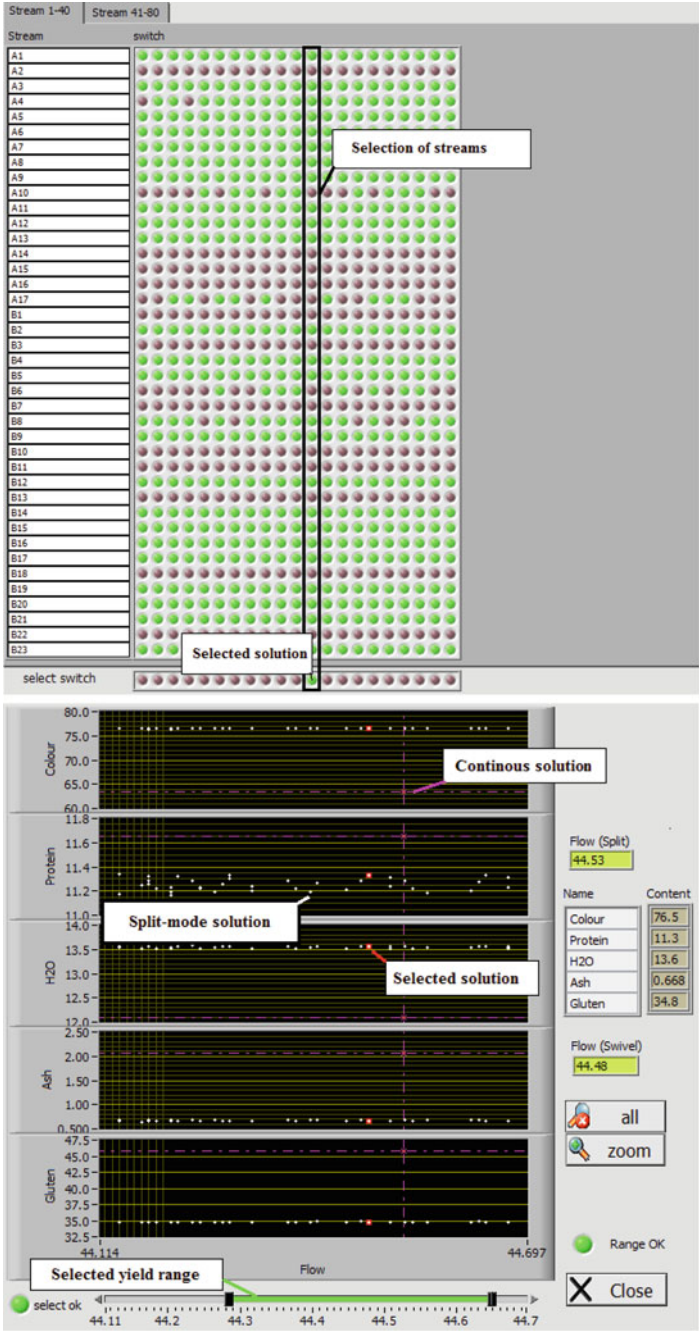 Stream 1-40
Stream 41-80
Stream
switch
A1
A2
A3
A4
A5
A6
A7
A8
A9
A10
A11
A12
A13
A14
A15
A16
A17
B1
B2
B3
B4
B5
B6
B7
B8
B9
B10
B11
B12
B13
B14
B15
B16
B17
B18
B19
B20
B21
B22
B23
Selection of streams
Selected solution
select switch
80.0
75.0
70.0
65.0
60.0
Colour
Continous solution
11.8
11.6
11.4
11.2
11.0
Protein
Split-mode solution
14.0
13.5
13.0
12.5
12.0
H2O
Selected solution
2.50
2.00
1.50
1.00
0.500
Ash
47.5
45.0
42.5
40.0
37.5
35.0
32.5
Gluten
44.114
44.697
Flow
Selected yield range
select ok
44.11 44.2 44.3 44.4 44.5 44.6 44.7
Flow (Split)
44.53
Name Content
Colour 76.5
Protein 11.3
H2O 13.6
Ash 0.668
Gluten 34.8
Flow (Swivel)
44.48
all
zoom
Range OK
Close